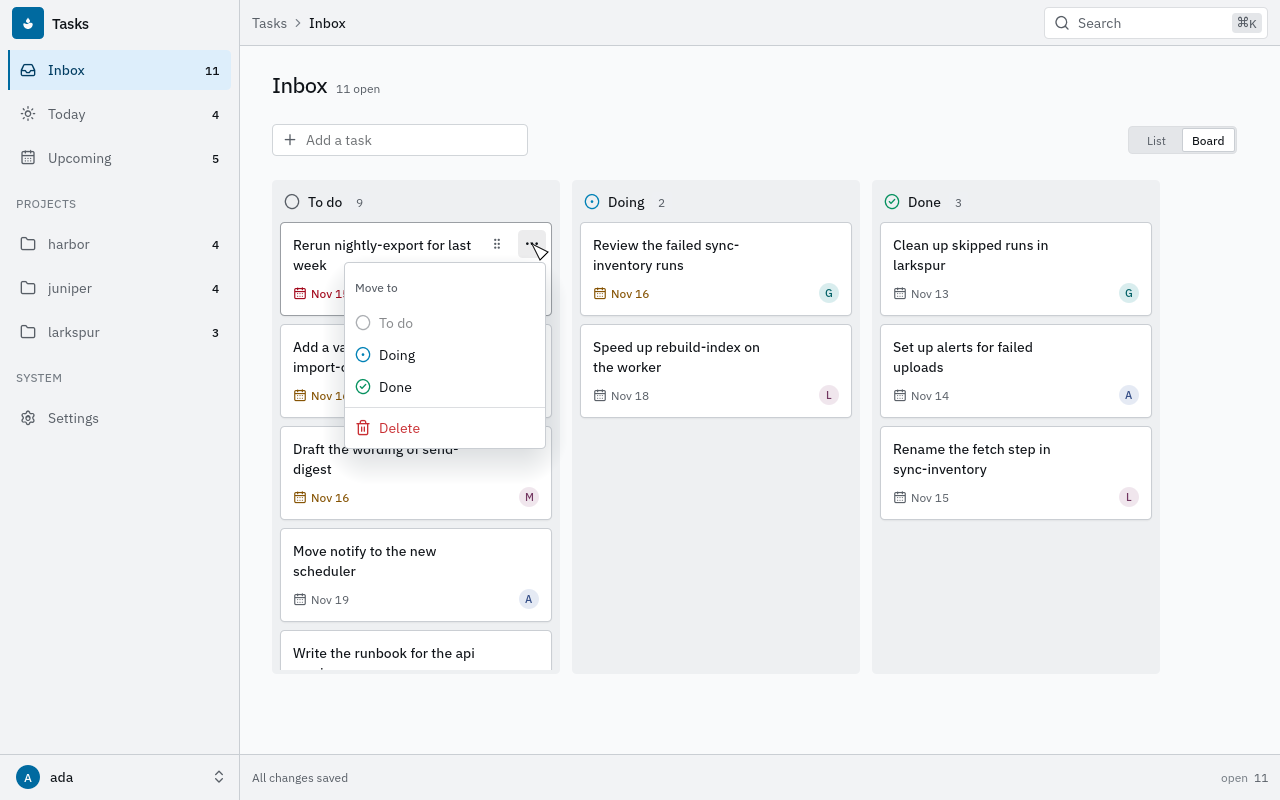 Tasks
Inbox 11
Today 4
Upcoming 5
PROJECTS
harbor 4
juniper 4
larkspur 3
SYSTEM
Settings
A ada
Tasks > Inbox
Search ⌘K
Inbox 11 open
Add a task
List Board
To do 9
Rerun nightly-export for last
week
Nov
Move to
To do
Doing
Done
Delete
Add a
Nov
Draft the wording of send-
digest
Nov 16 M
Move notify to the new
scheduler
Nov 19 A
Write the runbook for the api
Doing 2
Review the failed sync-
inventory runs
Nov 16 G
Speed up rebuild-index on
the worker
Nov 18 L
Done 3
Clean up skipped runs in
larkspur
Nov 13 G
Set up alerts for failed
uploads
Nov 14 A
Rename the fetch step in
sync-inventory
Nov 15 L
All changes saved
open 11